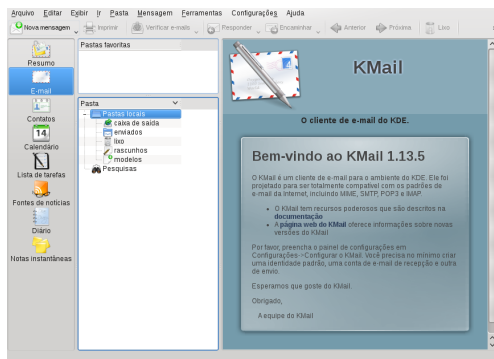 Arquivo Editar Exibir Ir Pasta Mensagem Ferramentas Configurações Ajuda
Nova mensagem Imprimir Verificar e-mails Responder Encaminhar Anterior Próxima Lixo
Resumo
E-mail
Contatos
14
Calendário
Lista de tarefas
Fontes de notícias
Diário
Notas instantâneas
Pastas favoritas
Pasta
Pastas locais
caixa de saída
enviados
lixo
rascunhos
modelos
Pesquisas
KMail
O cliente de e-mail do KDE.
Bem-vindo ao KMail 1.13.5
O KMail é um cliente de e-mail para o ambiente do KDE. Ele foi
projetado para ser totalmente compatível com os padrões de
e-mail da Internet, incluindo MIME, SMTP, POP3 e IMAP.
O KMail tem recursos poderosos que são descritos na
documentação
A página web do KMail oferece informações sobre novas
versões do KMail
Por favor, preencha o painel de configurações em
Configurações->Configurar o KMail. Você precisa no mínimo criar
uma identidade padrão, uma conta de e-mail de recepção e outra
de envio.
Esperamos que goste do KMail.
Obrigado,
A equipe do KMail